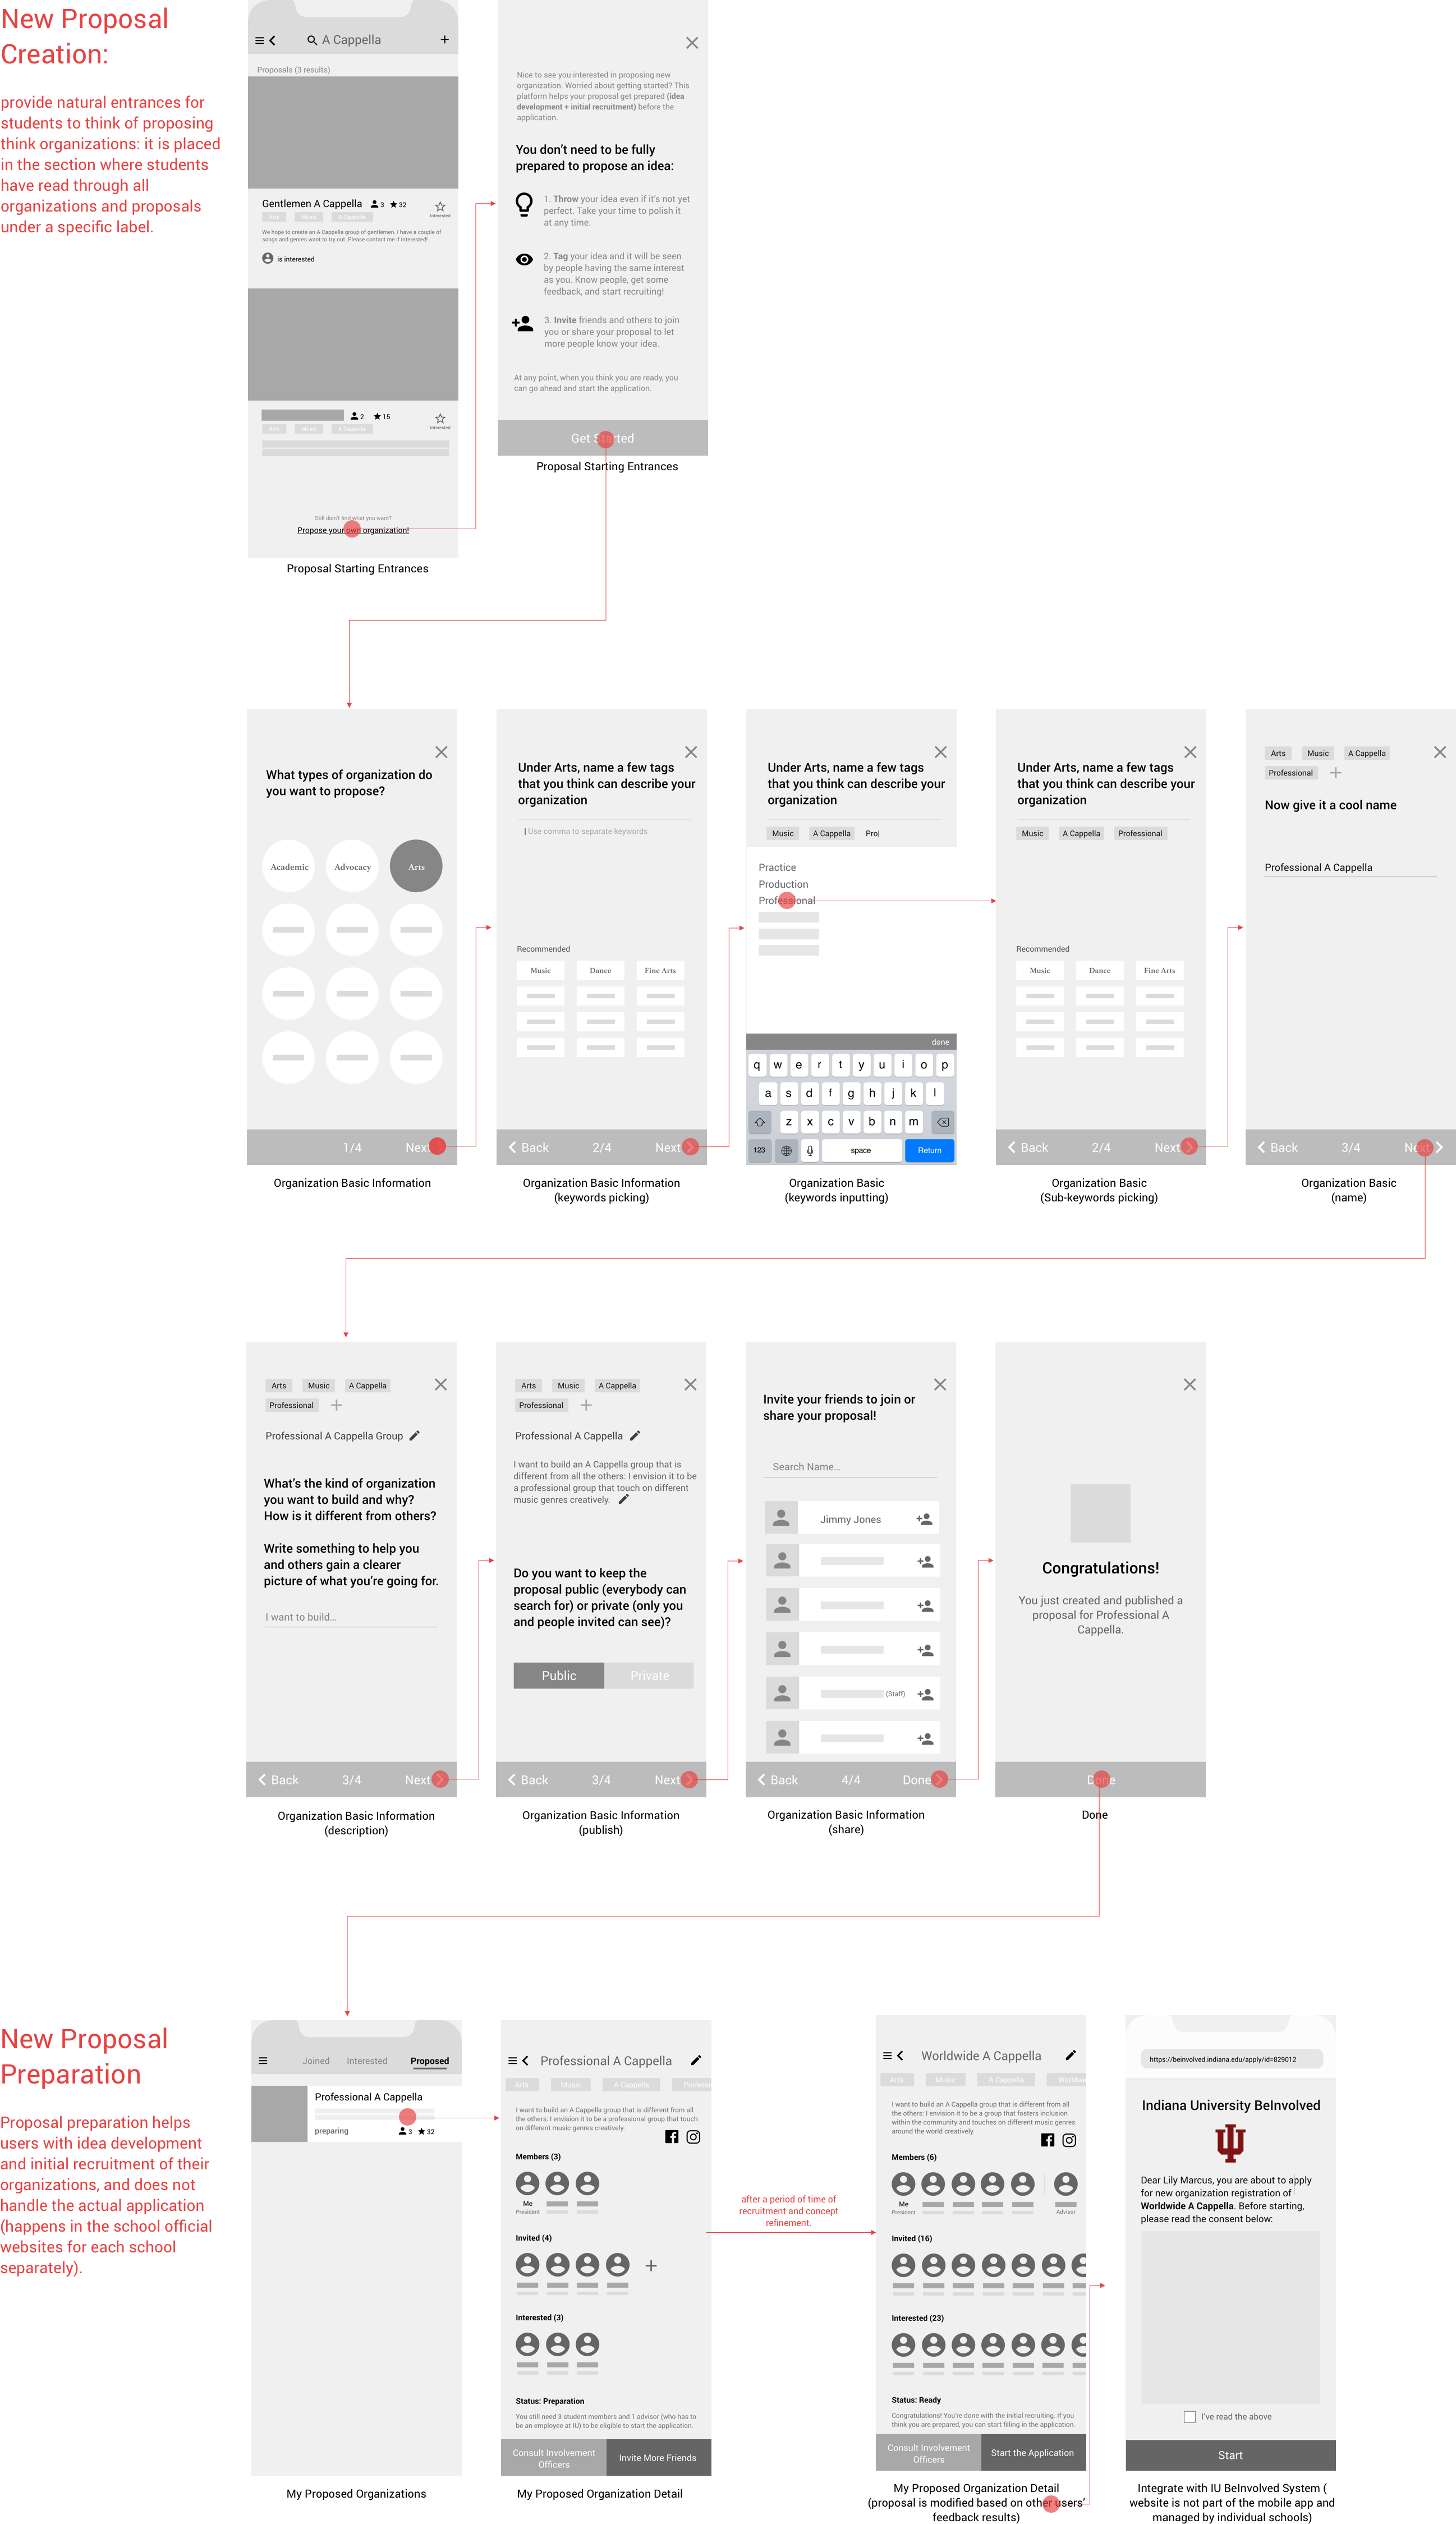 New Proposal
Creation:
provide natural entrances for
students to think of proposing
think organizations: it is placed
in the section where students
have read through all
organizations and proposals
under a specific label.
A Cappella
Proposals (3 results)
Gentlemen A Cappella 3 32
Interested
Arts Music A Cappella
We hope to create an A Cappella group of gentlemen. I have a couple of
songs and genres want to try out. Please contact me if interested!
is interested
2 15
Interested
Arts Music A Cappella
Still didn't find what you want?
Propose your own organization!
Proposal Starting Entrances
Nice to see you interested in proposing new
organization. Worried about getting started? This
platform helps your proposal get prepared (idea
development + initial recruitment) before the
application.
You don't need to be fully
prepared to propose an idea:
1. Throw your idea even if it's not yet
perfect. Take your time to polish it
at any time.
2. Tag your idea and it will be seen
by people having the same interest
as you. Know people, get some
feedback, and start recruiting!
3. Invite friends and others to join
you or share your proposal to let
more people know your idea.
At any point, when you think you are ready, you
can go ahead and start the application.
Get Started
Proposal Starting Entrances
What types of organization do
you want to propose?
Academic Advocacy Arts
1/4 Next
Organization Basic Information
Under Arts, name a few tags
that you think can describe your
organization
Use comma to separate keywords
Recommended
Music Dance Fine Arts
Back 2/4 Next
Organization Basic Information
(keywords picking)
Under Arts, name a few tags
that you think can describe your
organization
Music A Cappella Pro
Practice
Production
Professional
done
q w e r t y u i o p
a s d f g h j k l
z x c v b n m
123 space Return
Organization Basic
(keywords inputting)
Under Arts, name a few tags
that you think can describe your
organization
Music A Cappella Professional
Recommended
Music Dance Fine Arts
Back 2/4 Next
Organization Basic
(Sub-keywords picking)
Arts Music A Cappella
Professional +
Now give it a cool name
Professional A Cappella
Back 3/4 Next
Organization Basic
(name)
Arts Music A Cappella
Professional +
Professional A Cappella Group
What's the kind of organization
you want to build and why?
How is it different from others?
Write something to help you
and others gain a clearer
picture of what you're going for.
I want to build...
Back 3/4 Next
Organization Basic Information
(description)
Arts Music A Cappella
Professional +
Professional A Cappella
I want to build an A Cappella group that is
different from all the others: I envision it to be
a professional group that touch on different
music genres creatively.
Do you want to keep the
proposal public (everybody can
search for) or private (only you
and people invited can see)?
Public Private
Back 3/4 Next
Organization Basic Information
(publish)
Invite your friends to join or
share your proposal!
Search Name...
Jimmy Jones
(Staff)
Back 4/4 Done
Organization Basic Information
(share)
Congratulations!
You just created and published a
proposal for Professional A
Cappella.
Done
Done
New Proposal
Preparation
Proposal preparation helps
users with idea development
and initial recruitment of their
organizations, and does not
handle the actual application
(happens in the school official
websites for each school
separately).
Joined Interested Proposed
Professional A Cappella
preparing 3 32
My Proposed Organizations
Professional A Cappella
Arts Music A Cappella Professi
I want to build an A Cappella group that is different from all
the others: I envision it to be a professional group that touch
on different music genres creatively.
Members (3)
Me
President
Invited (4)
Interested (3)
Status: Preparation
You still need 3 student members and 1 advisor (who has to
be an employee at IU) to be eligible to start the application.
Consult Involvement
Officers
Invite More Friends
My Proposed Organization Detail
after a period of time of
recruitment and concept
refinement.
Worldwide A Cappella
Arts Music A Cappella Worldwi
I want to build an A Cappella group that is different from all
the others: I envision it to be a group that fosters inclusion
within the community and touches on different music genres
around the world creatively.
Members (6)
Me
President
Advisor
Invited (16)
Interested (23)
Status: Ready
Congratulations! You're done with the initial recruiting. If you
think you are prepared, you can start filling in the application.
Consult Involvement
Officers
Start the Application
My Proposed Organization Detail
(proposal is modified based on other users'
feedback results)
https://beinvolved.indiana.edu/apply/id=829012
Indiana University BeInvolved
Dear Lily Marcus, you are about to apply
for new organization registration of
Worldwide A Cappella. Before starting,
please read the consent below:
I've read the above
Start
Integrate with IU BeInvolved System (
website is not part of the mobile app and
managed by individual schools)